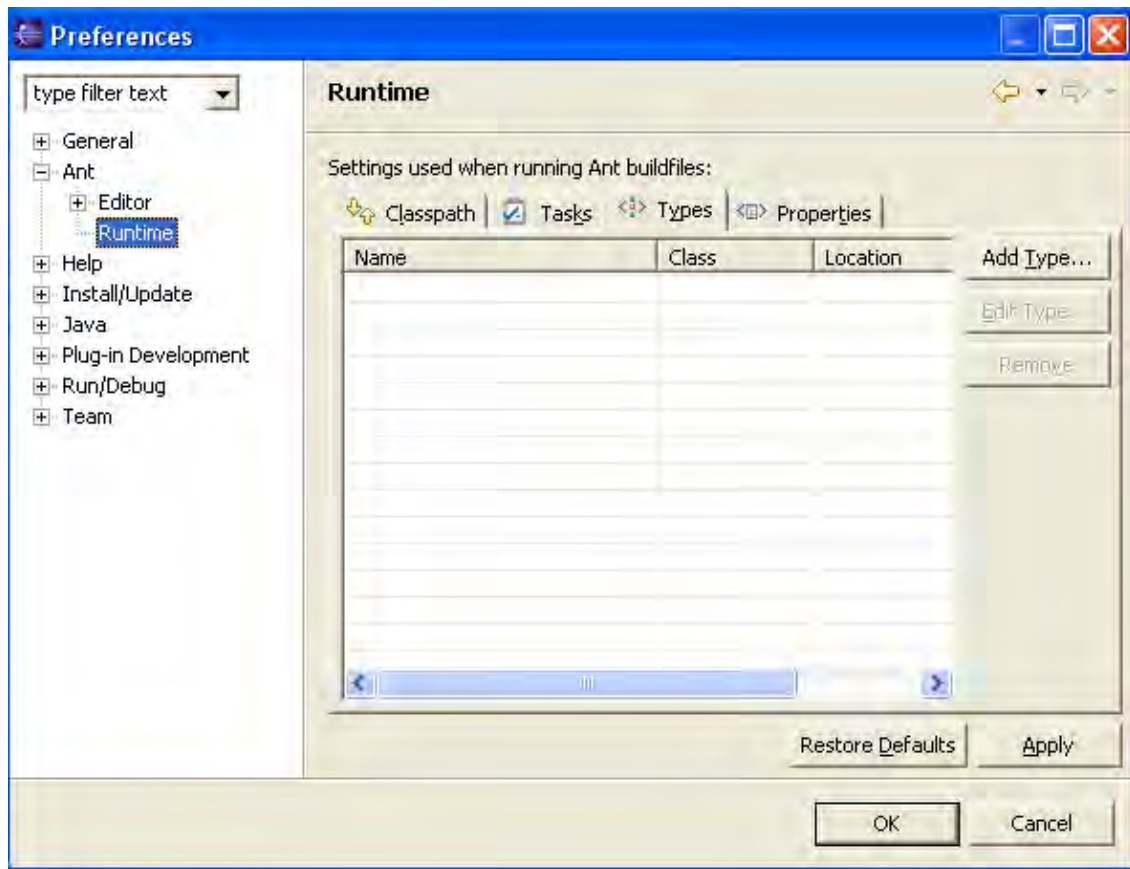 Preferences
type filter text
Runtime
General
Ant
Editor
Runtime
Help
Install/Update
Java
Plug-in Development
Run/Debug
Team
Settings used when running Ant buildfiles:
Classpath Tasks Types Properties
Name Class Location
Add Type...
Edit Type...
Remove
Restore Defaults Apply
OK Cancel